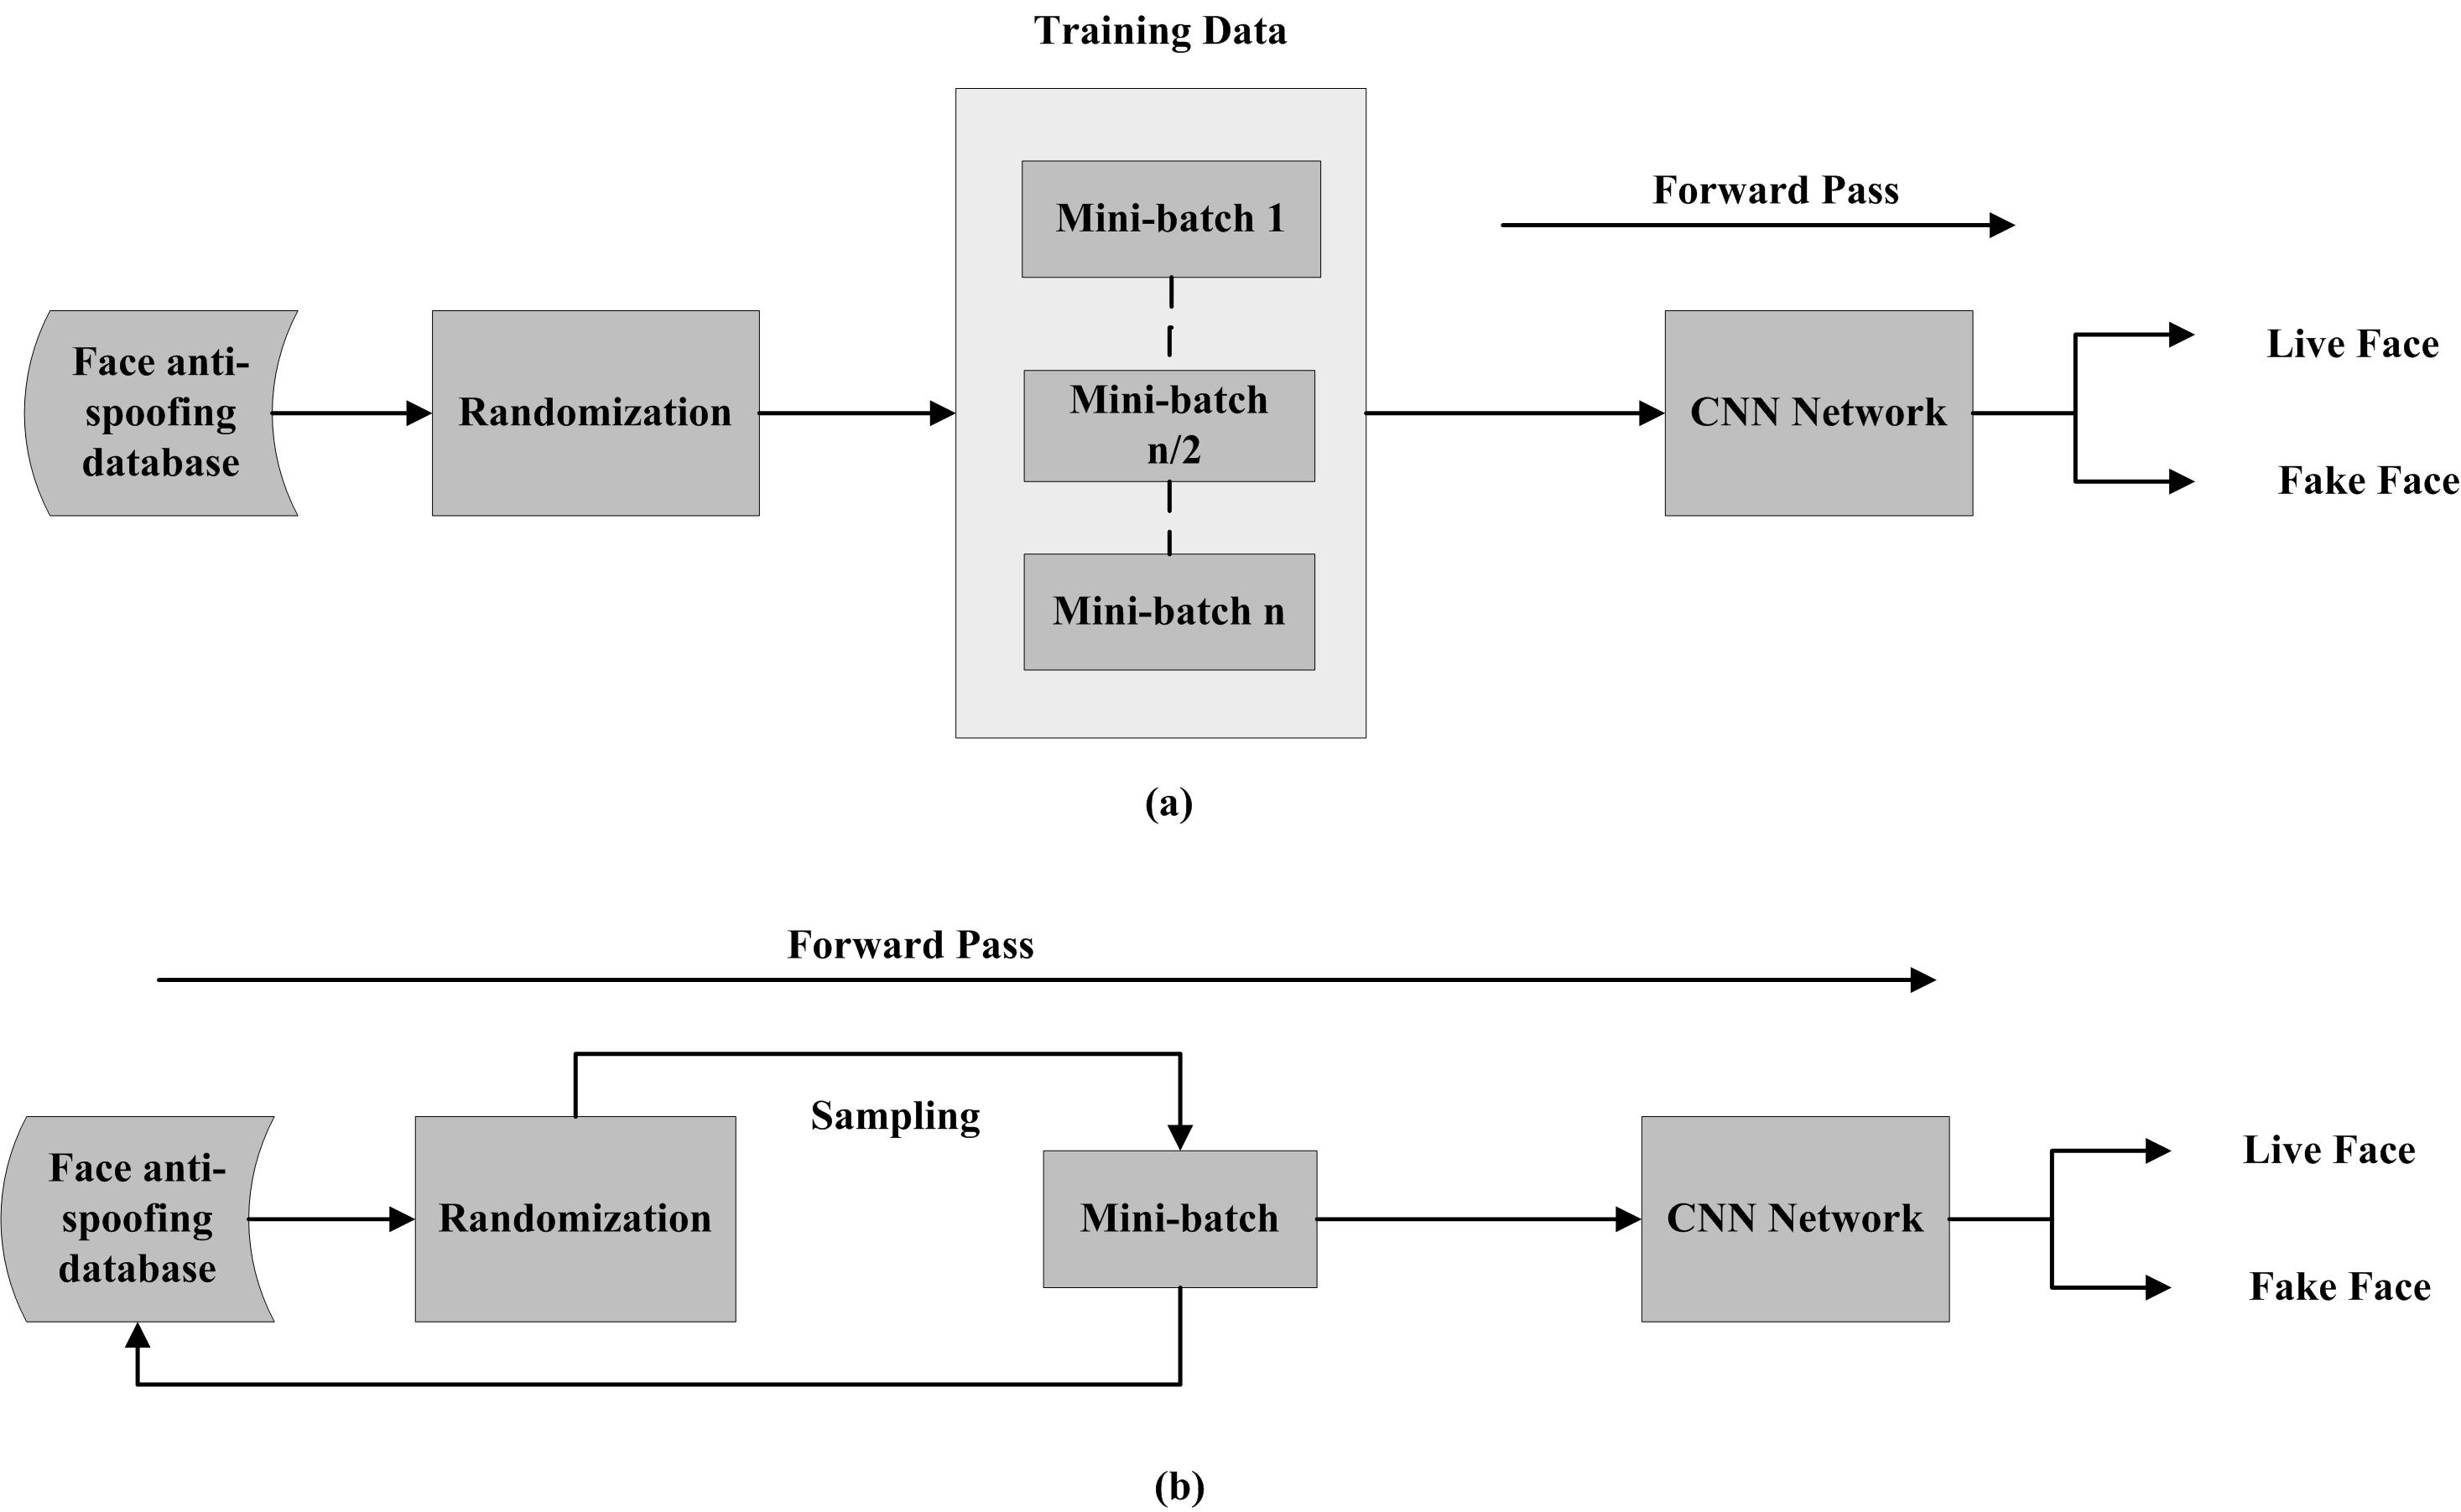 Training Data
Mini-batch 1
Forward Pass
Face anti-
spoofing
database
Randomization
Mini-batch
n/2
CNN Network
Live Face
Fake Face
Mini-batch n
(a)
Forward Pass
Sampling
Face anti-
spoofing
database
Randomization
Mini-batch
CNN Network
Live Face
Fake Face
(b)